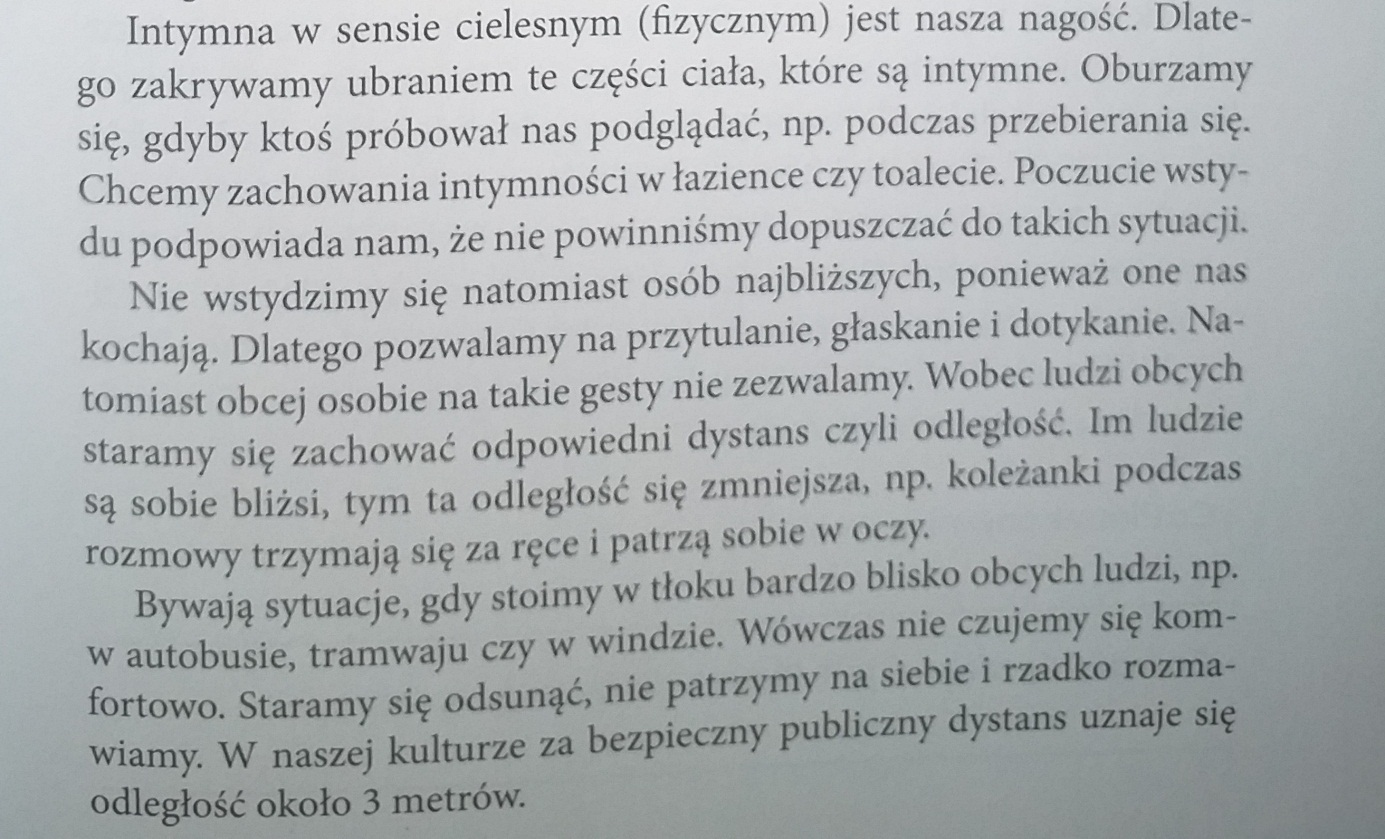 Intymna w sensie cielesnym (fizycznym) jest nasza nagość. Dlate-
go zakrywamy ubraniem te części ciała, które są intymne. Oburzamy
się, gdyby ktoś próbował nas podglądać, np. podczas przebierania się.
Chcemy zachowania intymności w łazience czy toalecie. Poczucie wsty-
du podpowiada nam, że nie powinniśmy dopuszczać do takich sytuacji.
Nie wstydzimy się natomiast osób najbliższych, ponieważ one nas
kochają. Dlatego pozwalamy na przytulanie, głaskanie i dotykanie. Na-
tomiast obcej osobie na takie gesty nie zezwalamy. Wobec ludzi obcych
staramy się zachować odpowiedni dystans czyli odległość. Im ludzie
są sobie bliżsi, tym ta odległość się zmniejsza, np. koleżanki podczas
rozmowy trzymają się za ręce i patrzą sobie w oczy.
Bywają sytuacje, gdy stoimy w tłoku bardzo blisko obcych ludzi, np.
w autobusie, tramwaju czy w windzie. Wówczas nie czujemy się kom-
fortowo. Staramy się odsunąć, nie patrzymy na siebie i rzadko rozma-
wiamy. W naszej kulturze za bezpieczny publiczny dystans uznaje się
odległość około 3 metrów.